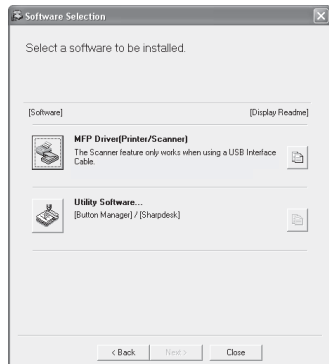 Software Selection
Select a software to be installed.
[Software] [Display Readme]
MFP Driver(Printer/Scanner)
The Scanner feature only works when using a USB Interface
Cable.
Utility Software...
[Button Manager] / [Sharpdesk]
< Back Next > Close